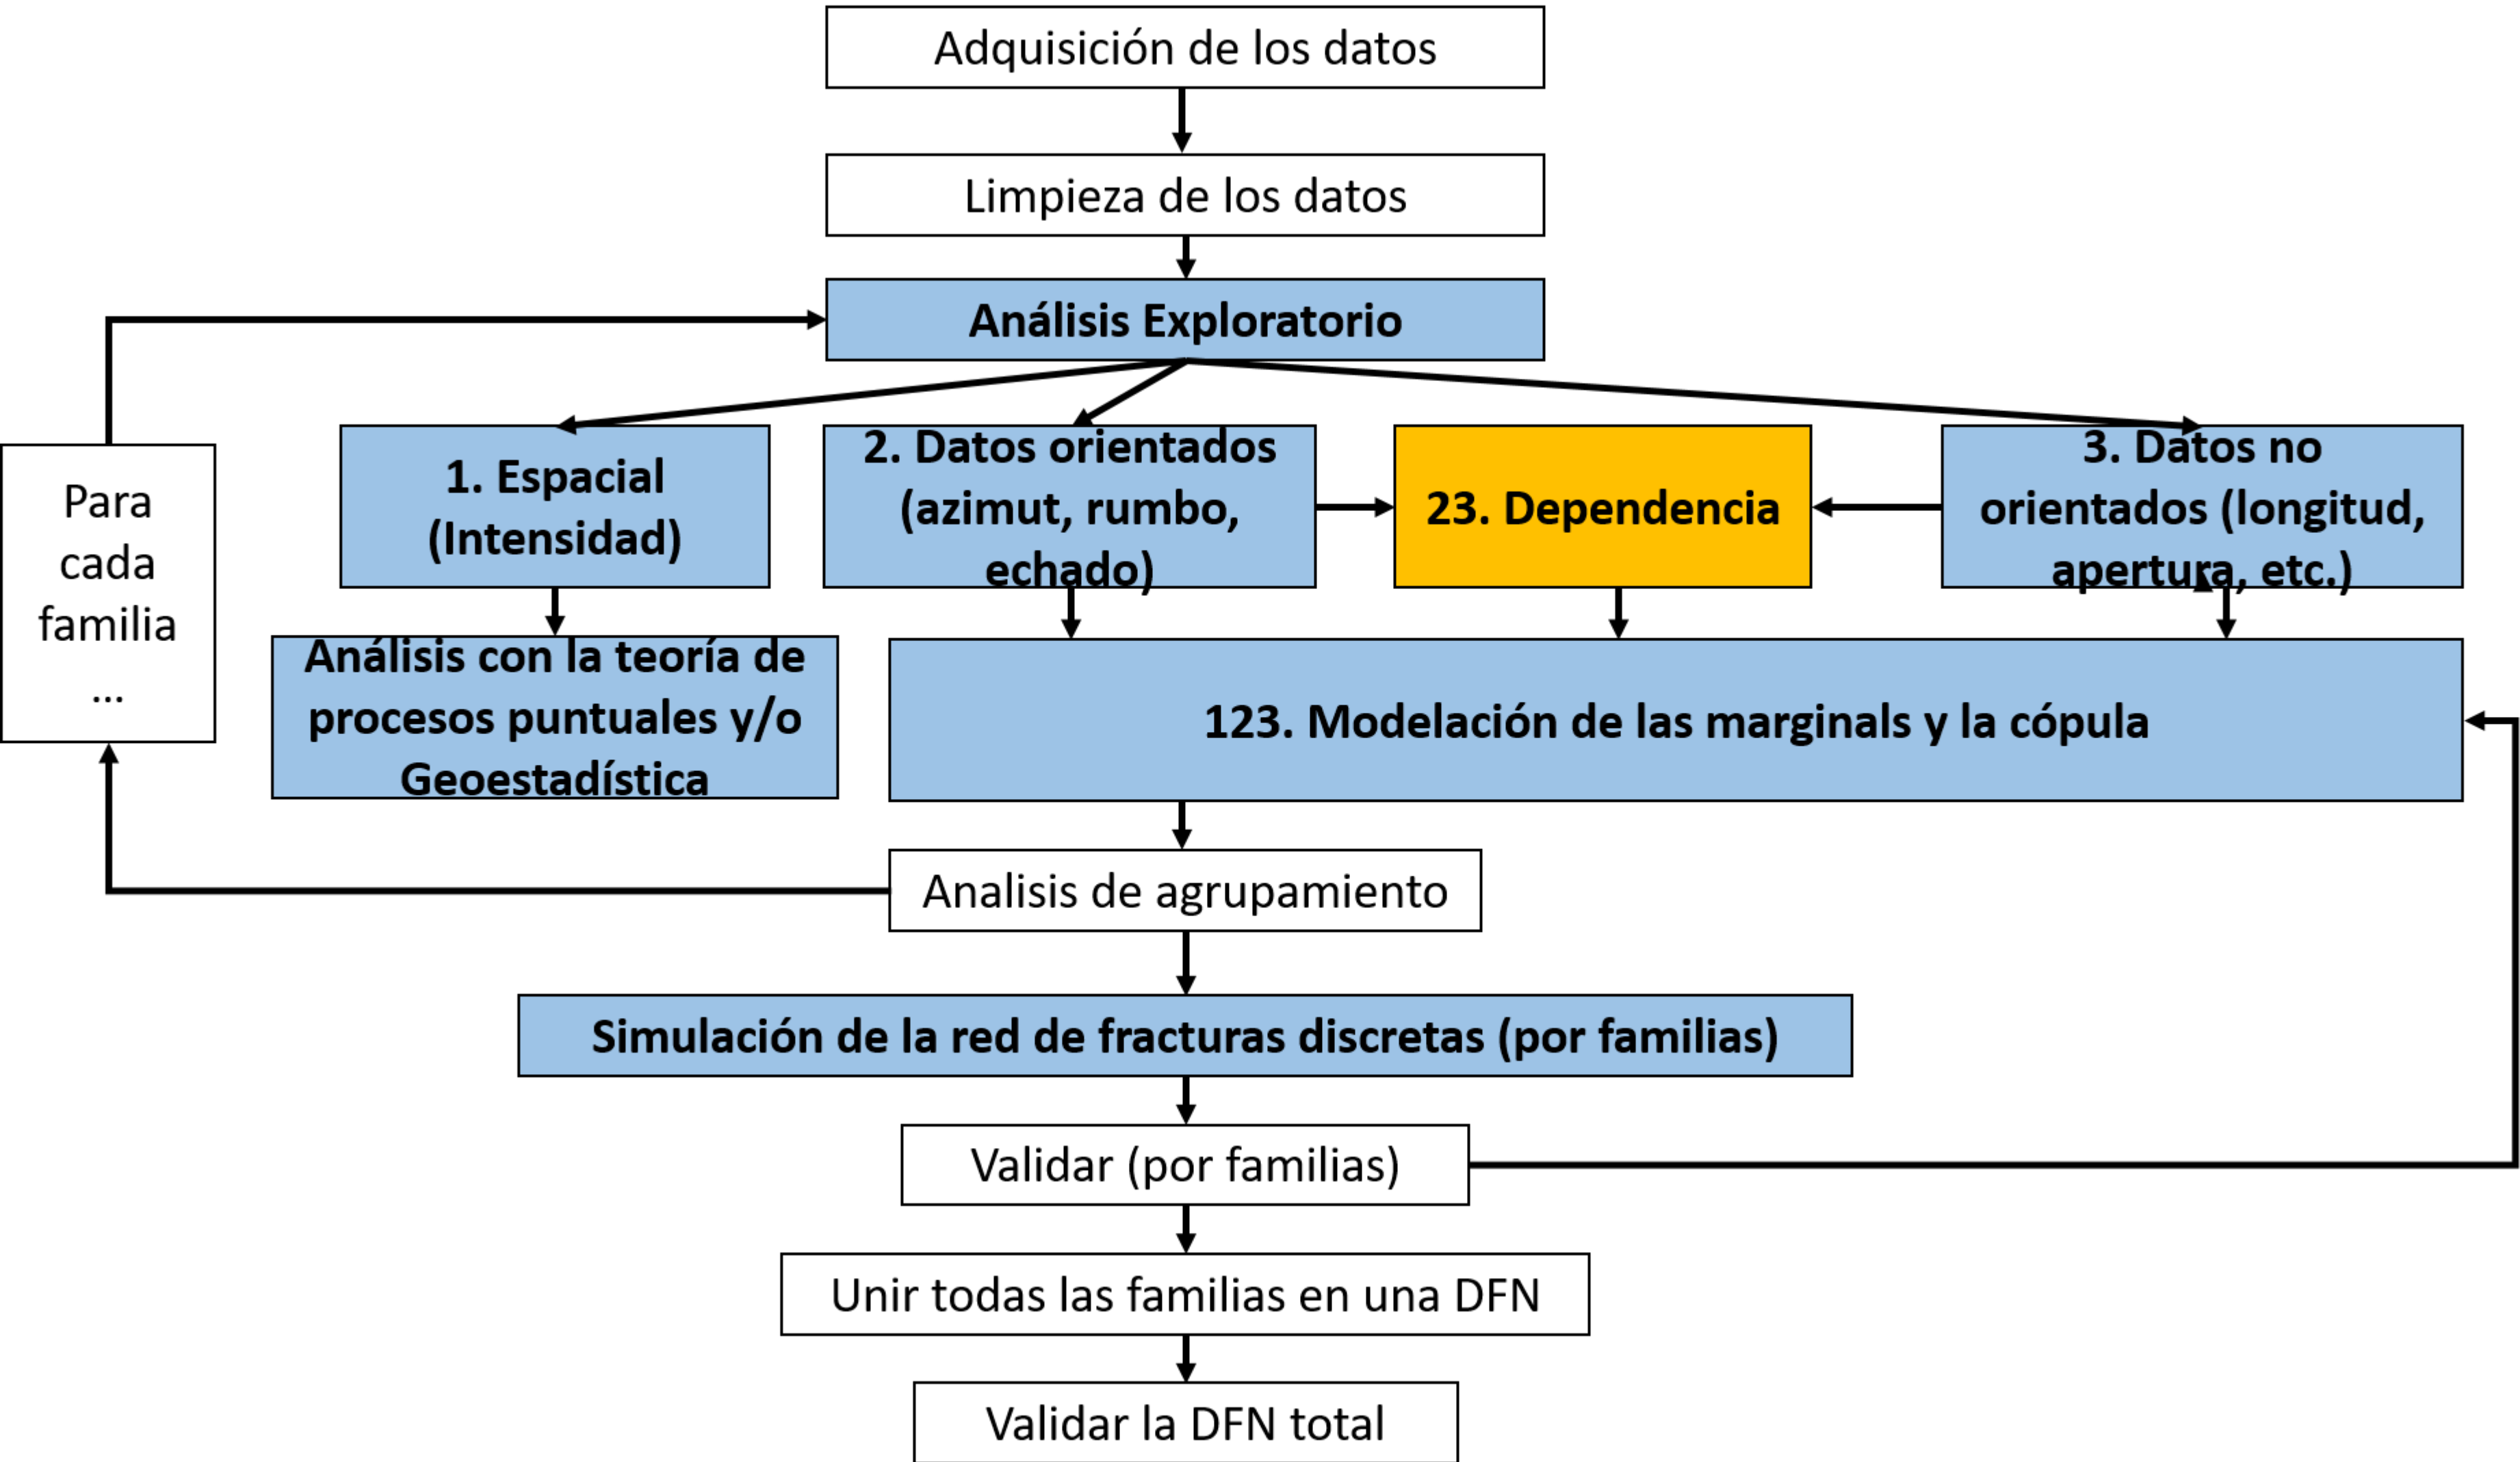 Adquisición de los datos
Limpieza de los datos
Análisis Exploratorio
Para
cada
familia
...
1. Espacial
(Intensidad)
2. Datos orientados
(azimut, rumbo,
echado)
23. Dependencia
3. Datos no
orientados (longitud,
apertura, etc.)
Análisis con la teoría de
procesos puntuales y/o
Geoestadística
123. Modelación de las marginals y la cópula
Analisis de agrupamiento
Simulación de la red de fracturas discretas (por familias)
Validar (por familias)
Unir todas las familias en una DFN
Validar la DFN total